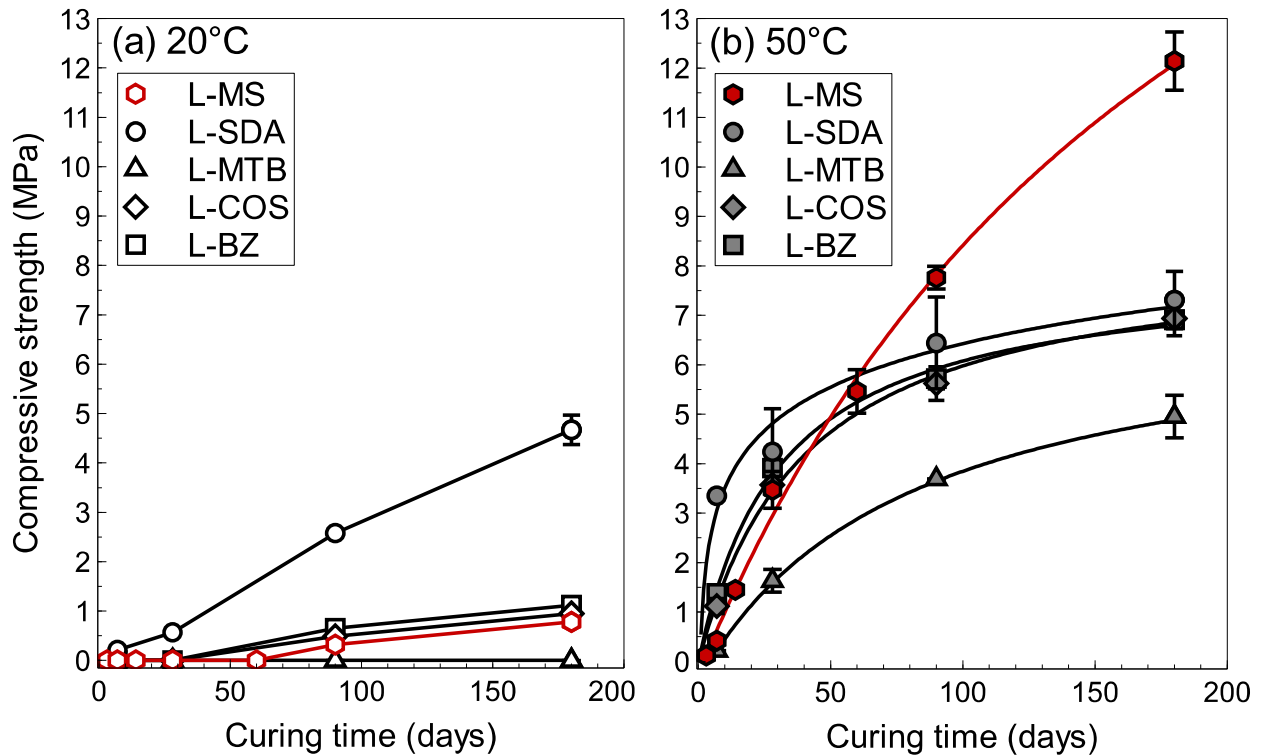 (a) 20°C
L-MS
L-SDA
L-MTB
L-COS
L-BZ
13
12
11
10
9
8
7
6
5
4
3
2
1
0
0
50
100
150
200
Compressive strength (MPa)
Curing time (days)
(b) 50°C
L-MS
L-SDA
L-MTB
L-COS
L-BZ
13
12
11
10
9
8
7
6
5
4
3
2
1
0
0
50
100
150
200
Curing time (days)